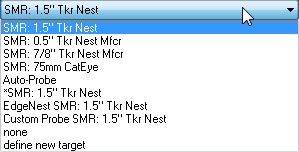 SMR: 1.5" Tkr Nest
SMR: 1.5" Tkr Nest
SMR: 0.5" Tkr Nest Mfcr
SMR: 7/8" Tkr Nest Mfcr
SMR: 75mm CatEye
Auto-Probe
*SMR: 1.5" Tkr Nest
EdgeNest SMR: 1.5" Tkr Nest
Custom Probe SMR: 1.5" Tkr Nest
none
define new target